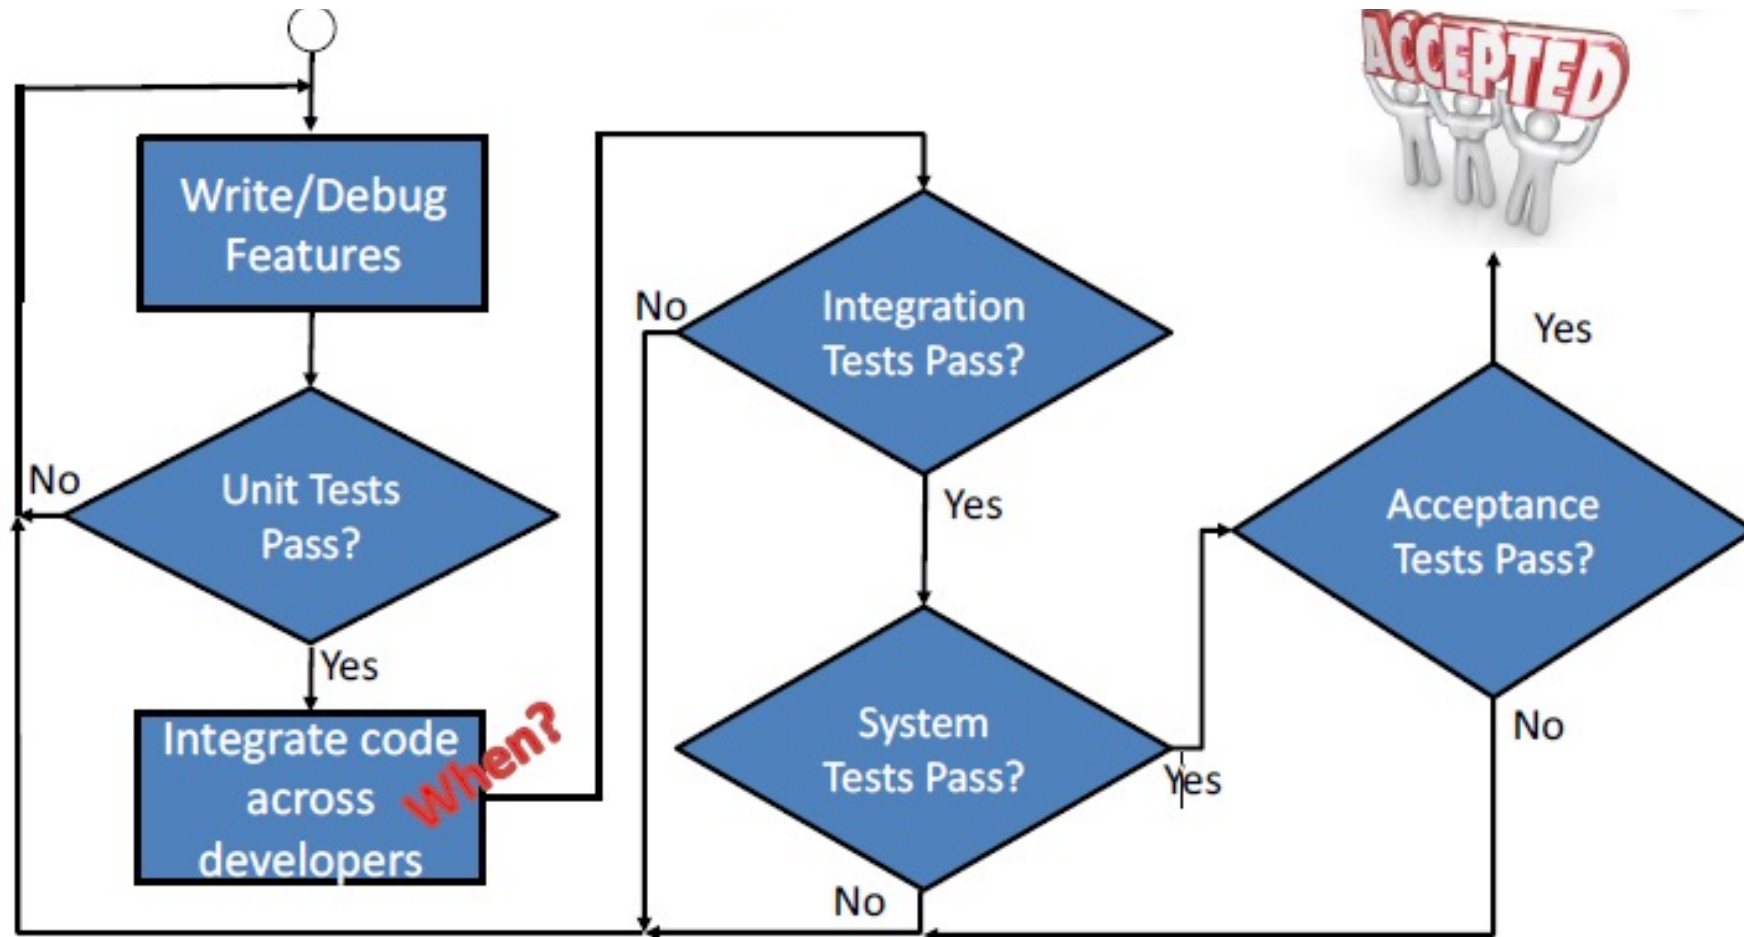 Write/Debug
Features
No
Unit Tests
Pass?
Yes
Integrate code
across
developers
When?
No
Integration
Tests Pass?
Yes
System
Tests Pass?
Yes
No
ACCEPTED
Yes
Acceptance
Tests Pass?
No